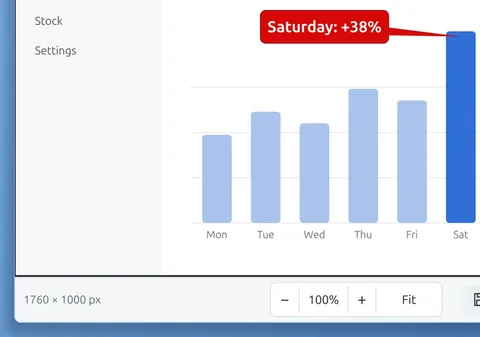 Stock
Settings
Saturday: +38%
Mon Tue Wed Thu Fri Sat
1760 × 1000 px
− 100% + Fit